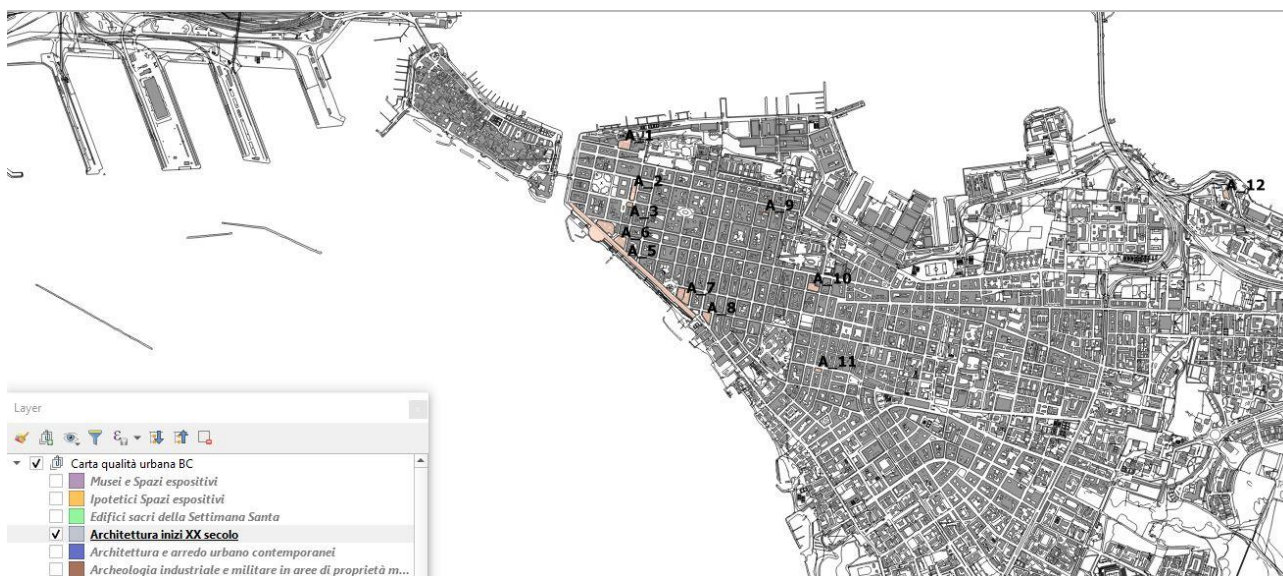 A_1
A_2
A_12
A_3
A_9
A_6
A_5
A_10
A_7
A_8
A_11
Layer
Carta qualità urbana BC
Musei e Spazi espositivi
Ipotetici Spazi espositivi
Edifici sacri della Settimana Santa
Architettura inizi XX secolo
Architettura e arredo urbano contemporanei
Archeologia industriale e militare in aree di proprietà m...